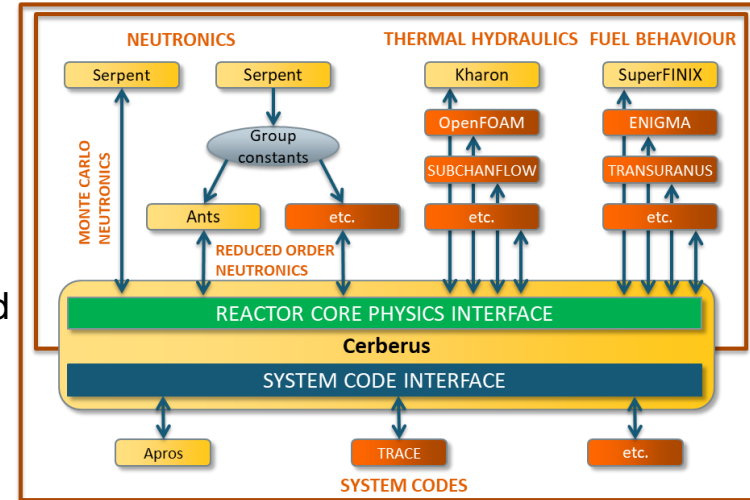 NEUTRONICS
THERMAL HYDRAULICS
FUEL BEHAVIOUR
Serpent
Serpent
Kharon
SuperFINIX
OpenFOAM
ENIGMA
Group
constants
SUBCHANFLOW
TRANSURANUS
MONTE CARLO
NEUTRONICS
Ants
etc.
etc.
etc.
REDUCED ORDER
NEUTRONICS
d
REACTOR CORE PHYSICS INTERFACE
Cerberus
SYSTEM CODE INTERFACE
Apros
TRACE
etc.
SYSTEM CODES